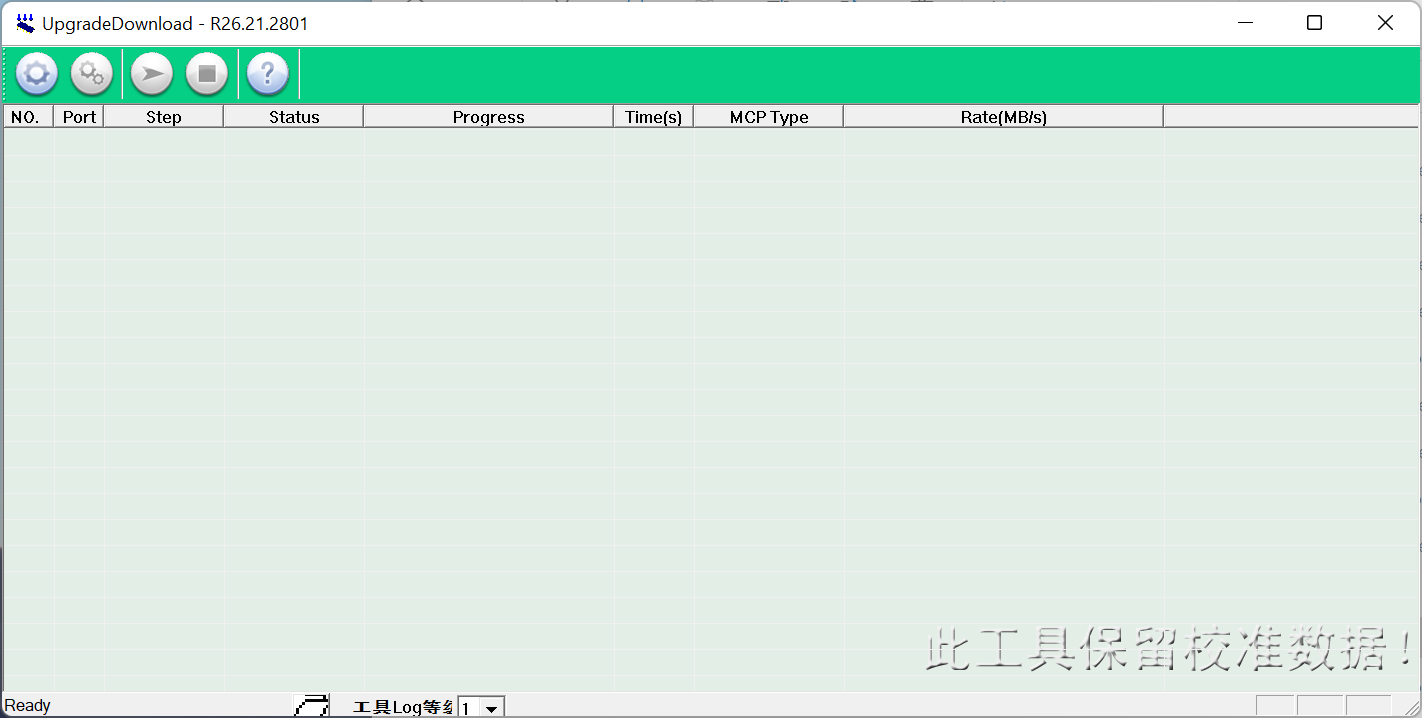 UpgradeDownload - R26.21.2801
NO. Port Step Status Progress Time(s) MCP Type Rate(MB/s)
此工具保留校准数据！
Ready 工具Log等 1